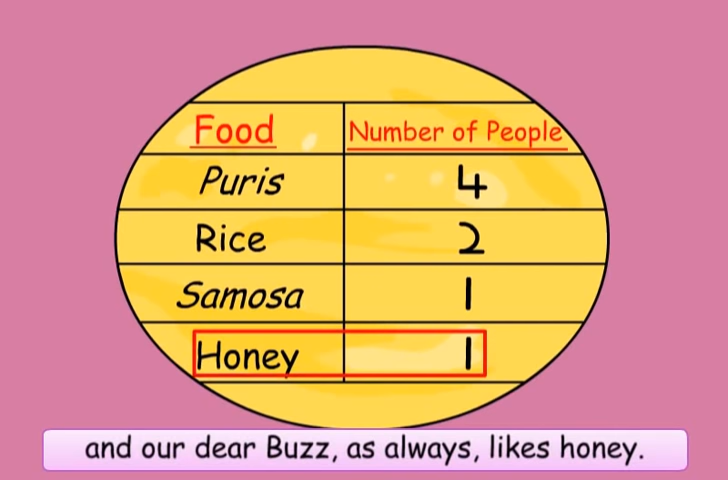 Food Number of People
Puris 4
Rice 2
Samosa 1
Honey 1
and our dear Buzz, as always, likes honey.